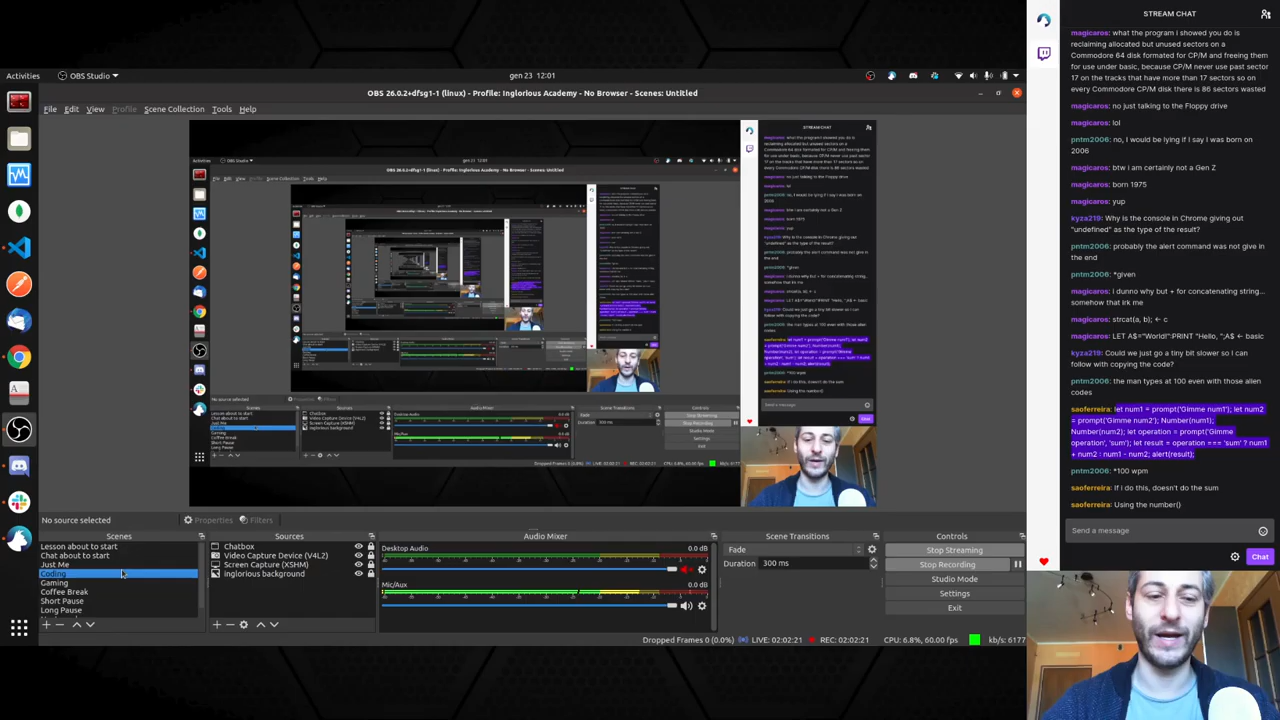 Activities
OBS Studio
gen 23 12:01
OBS 26.0.2+dfsg1-1 (linux) - Profile: Inglorious Academy - No Browser - Scenes: Untitled
File Edit View Profile Scene Collection Tools Help
No source selected
Properties
Filters
Scenes
Lesson about to start
Chat about to start
Just Me
Coding
Gaming
Coffee Break
Short Pause
Long Pause
Sources
Chatbox
Video Capture Device (V4L2)
Screen Capture (XSHM)
inglorious background
Audio Mixer
Desktop Audio 0.0 dB
Mic/Aux 0.0 dB
Scene Transitions
Fade
Duration 300 ms
Controls
Stop Streaming
Stop Recording
Studio Mode
Settings
Exit
Dropped Frames 0 (0.0%) LIVE: 02:02:21 REC: 02:02:21 CPU: 6.8%, 60.00 fps kb/s: 6177
STREAM CHAT
magicaros: what the program i showed you do is
reclaiming allocated but unused sectors on a
Commodore 64 disk formated for CP/M and freeing them
for use under basic, because CP/M never use past sector
17 on the tracks that have more than 17 sectors so on
every Commodore CP/M disk there is 86 sectors wasted
magicaros: no just talking to the Floppy drive
magicaros: lol
pntm2006: no, I would be lying if I say I was born on
2006
magicaros: btw i am certainly not a Gen Z
magicaros: born 1975
magicaros: yup
kyza219: Why is the console in Chrome giving out
"undefined" as the type of the result?
pntm2006: probably the alert command was not give in
the end
pntm2006: *given
magicaros: i dunno why but + for concatenating string...
somehow that irk me
magicaros: strcat(a, b); <- c
magicaros: LET A$="World!":PRINT "Hello, ";A$ <- basic
kyza219: Could we just go a tiny bit slower so i can
follow with copying the code?
pntm2006: the man types at 100 even with those alien
codes
saoferreira: let num1 = prompt('Gimme num1'); let num2
= prompt('Gimme num2'); Number(num1);
Number(num2); let operation = prompt('Gimme
operation', 'sum'); let result = operation === 'sum' ? num1
+ num2 : num1 - num2; alert(result);
pntm2006: *100 wpm
saoferreira: If i do this, doesn't do the sum
saoferreira: Using the number()
Send a message
Chat